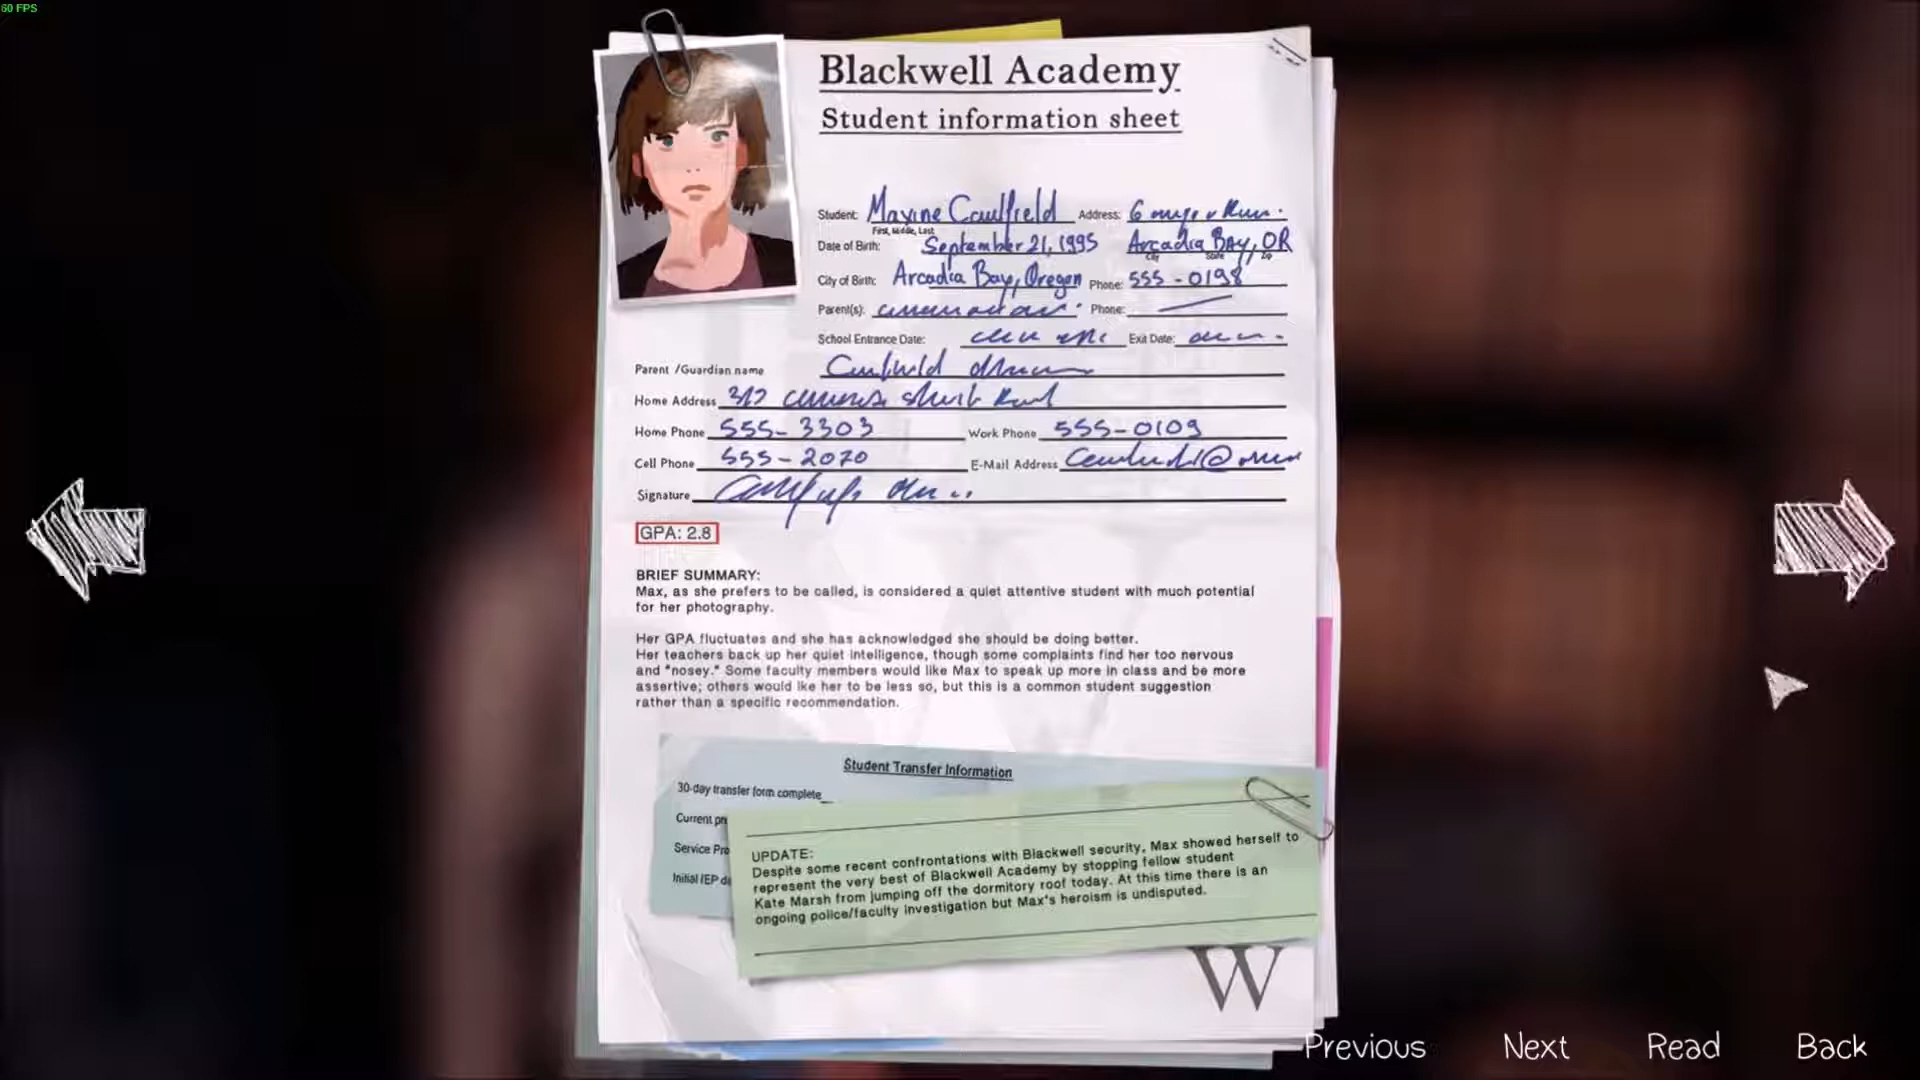 60 FPS
Blackwell Academy
Student information sheet
Student: Maxine Caulfield Address:
First, Middle, Last
Date of Birth: September 21, 1995 Arcadia Bay, OR
City State Zip
City of Birth: Arcadia Bay, Oregon Phone: 555-0198
Parent(s): Phone:
School Entrance Date: Exit Date:
Parent /Guardian name
Home Address
Home Phone 555-3303 Work Phone 555-0109
Cell Phone 555-2070 E-Mail Address
Signature
GPA: 2.8
BRIEF SUMMARY:
Max, as she prefers to be called, is considered a quiet attentive student with much potential
for her photography.
Her GPA fluctuates and she has acknowledged she should be doing better.
Her teachers back up her quiet intelligence, though some complaints find her too nervous
and "nosey." Some faculty members would like Max to speak up more in class and be more
assertive; others would like her to be less so, but this is a common student suggestion
rather than a specific recommendation.
Student Transfer Information
30-day transfer form complete
Current pr
Service Pro
Initial IEP da
UPDATE:
Despite some recent confrontations with Blackwell security, Max showed herself to
represent the very best of Blackwell Academy by stopping fellow student
Kate Marsh from jumping off the dormitory roof today. At this time there is an
ongoing police/faculty investigation but Max's heroism is undisputed.
W
Previous Next Read Back